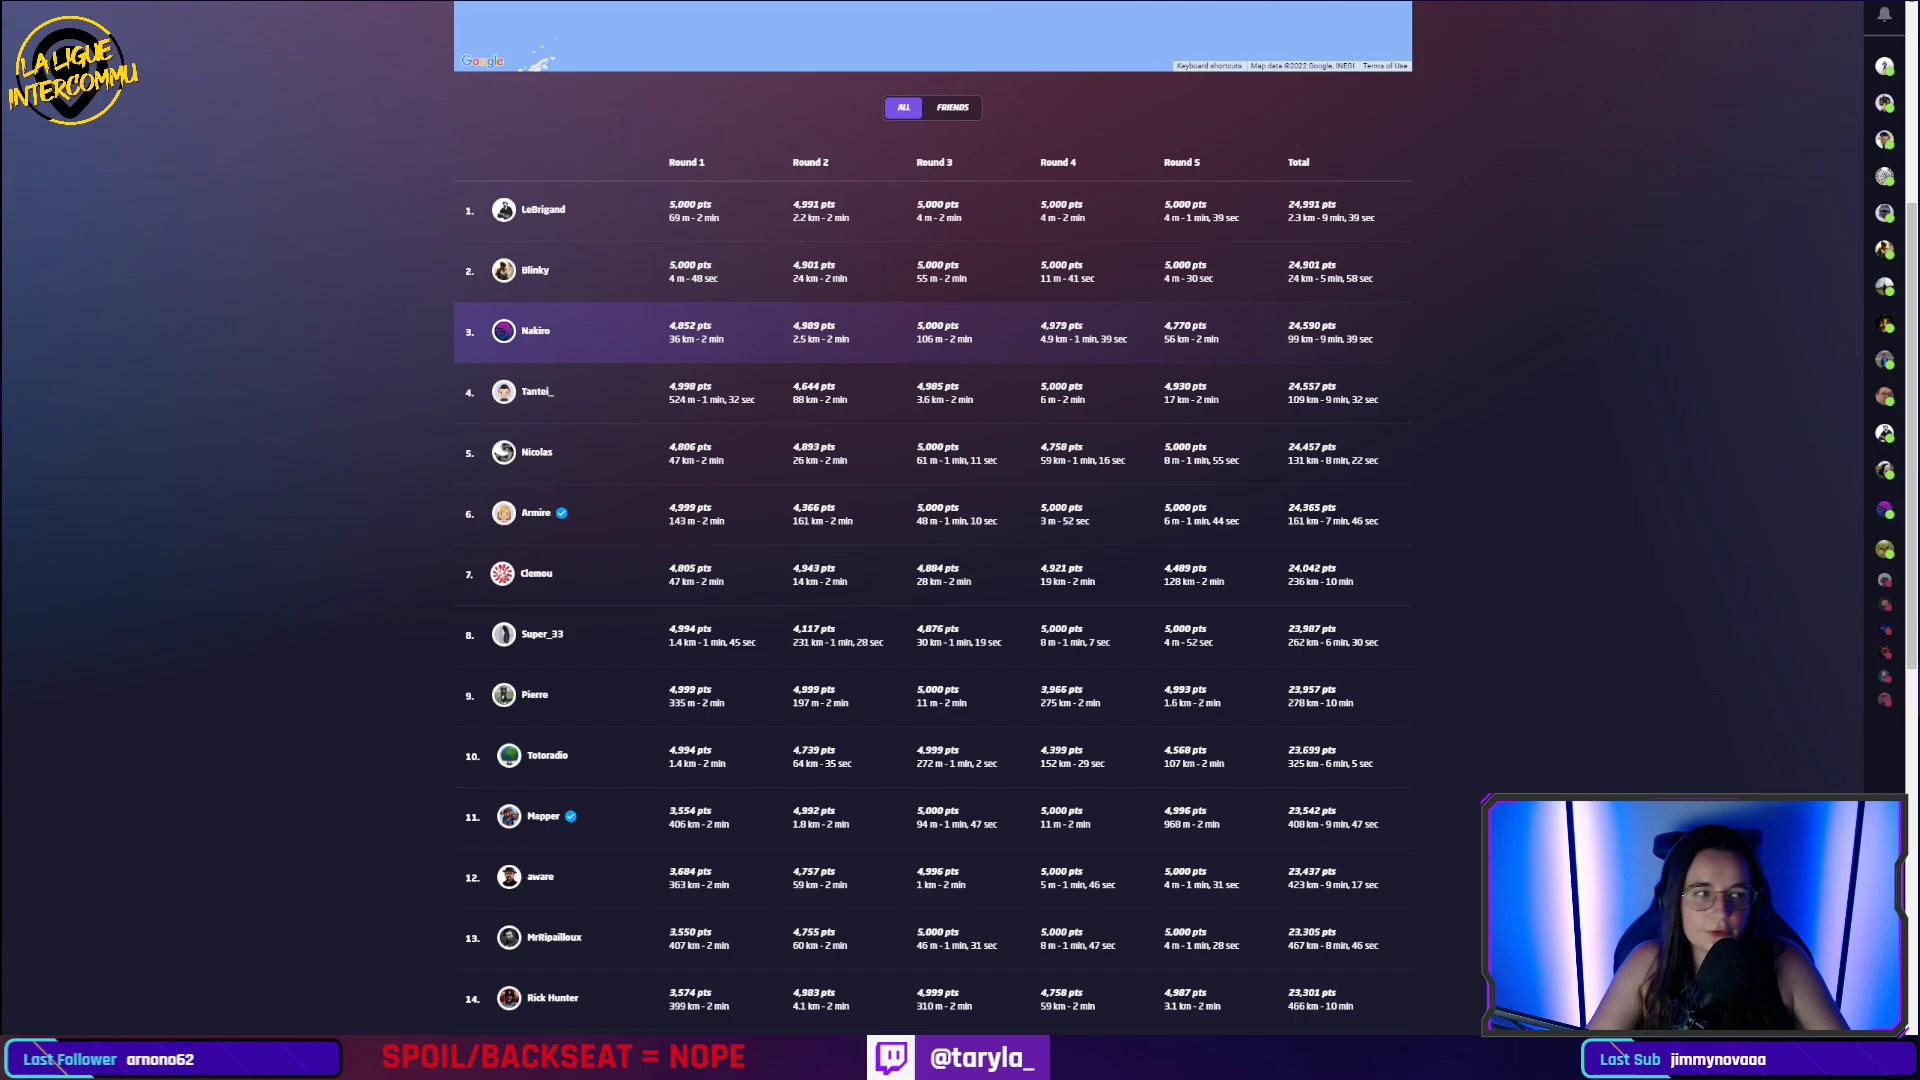 LA LIGUE
INTERCOMMU
Google
Keyboard shortcuts Map data ©2022 Google, INEGI Terms of Use
ALL FRIENDS
Round 1 Round 2 Round 3 Round 4 Round 5 Total
1. LeBrigand 5,000 pts 4,991 pts 5,000 pts 5,000 pts 5,000 pts 24,991 pts
69 m - 2 min 2.2 km - 2 min 4 m - 2 min 4 m - 2 min 4 m - 1 min, 39 sec 2.3 km - 9 min, 39 sec
2. Blinky 5,000 pts 4,901 pts 5,000 pts 5,000 pts 5,000 pts 24,901 pts
4 m - 48 sec 24 km - 2 min 55 m - 2 min 11 m - 41 sec 4 m - 30 sec 24 km - 5 min, 58 sec
3. Nakiro 4,852 pts 4,989 pts 5,000 pts 4,979 pts 4,770 pts 24,590 pts
36 km - 2 min 2.5 km - 2 min 106 m - 2 min 4.9 km - 1 min, 39 sec 56 km - 2 min 99 km - 9 min, 39 sec
4. Tantei_ 4,998 pts 4,644 pts 4,985 pts 5,000 pts 4,930 pts 24,557 pts
524 m - 1 min, 32 sec 88 km - 2 min 3.6 km - 2 min 6 m - 2 min 17 km - 2 min 109 km - 9 min, 32 sec
5. Nicolas 4,806 pts 4,893 pts 5,000 pts 4,758 pts 5,000 pts 24,457 pts
47 km - 2 min 26 km - 2 min 61 m - 1 min, 11 sec 59 km - 1 min, 16 sec 8 m - 1 min, 55 sec 131 km - 8 min, 22 sec
6. Armire 4,999 pts 4,366 pts 5,000 pts 5,000 pts 5,000 pts 24,365 pts
143 m - 2 min 161 km - 2 min 48 m - 1 min, 10 sec 3 m - 52 sec 6 m - 1 min, 44 sec 161 km - 7 min, 46 sec
7. Clemou 4,805 pts 4,943 pts 4,884 pts 4,921 pts 4,489 pts 24,042 pts
47 km - 2 min 14 km - 2 min 28 km - 2 min 19 km - 2 min 128 km - 2 min 236 km - 10 min
8. Super_33 4,994 pts 4,117 pts 4,876 pts 5,000 pts 5,000 pts 23,987 pts
1.4 km - 1 min, 45 sec 231 km - 1 min, 28 sec 30 km - 1 min, 19 sec 8 m - 1 min, 7 sec 4 m - 52 sec 262 km - 6 min, 30 sec
9. Pierre 4,999 pts 4,999 pts 5,000 pts 3,966 pts 4,993 pts 23,957 pts
335 m - 2 min 197 m - 2 min 11 m - 2 min 275 km - 2 min 1.6 km - 2 min 278 km - 10 min
10. Totoradio 4,994 pts 4,739 pts 4,999 pts 4,399 pts 4,568 pts 23,699 pts
1.4 km - 2 min 64 km - 35 sec 272 m - 1 min, 2 sec 152 km - 29 sec 107 km - 2 min 325 km - 6 min, 5 sec
11. Mapper 3,554 pts 4,992 pts 5,000 pts 5,000 pts 4,996 pts 23,542 pts
406 km - 2 min 1.8 km - 2 min 94 m - 1 min, 47 sec 11 m - 2 min 968 m - 2 min 408 km - 9 min, 47 sec
12. aware 3,684 pts 4,757 pts 4,996 pts 5,000 pts 5,000 pts 23,437 pts
363 km - 2 min 59 km - 2 min 1 km - 2 min 5 m - 1 min, 46 sec 4 m - 1 min, 31 sec 423 km - 9 min, 17 sec
13. MrRipailloux 3,550 pts 4,755 pts 5,000 pts 5,000 pts 5,000 pts 23,305 pts
407 km - 2 min 60 km - 2 min 46 m - 1 min, 31 sec 8 m - 1 min, 47 sec 4 m - 1 min, 28 sec 467 km - 8 min, 46 sec
14. Rick Hunter 3,574 pts 4,983 pts 4,999 pts 4,758 pts 4,987 pts 23,301 pts
399 km - 2 min 4.1 km - 2 min 310 m - 2 min 59 km - 2 min 3.1 km - 2 min 466 km - 10 min
Last Follower arnono62 SPOIL/BACKSEAT = NOPE @taryla_ Last Sub jimmynovaaa